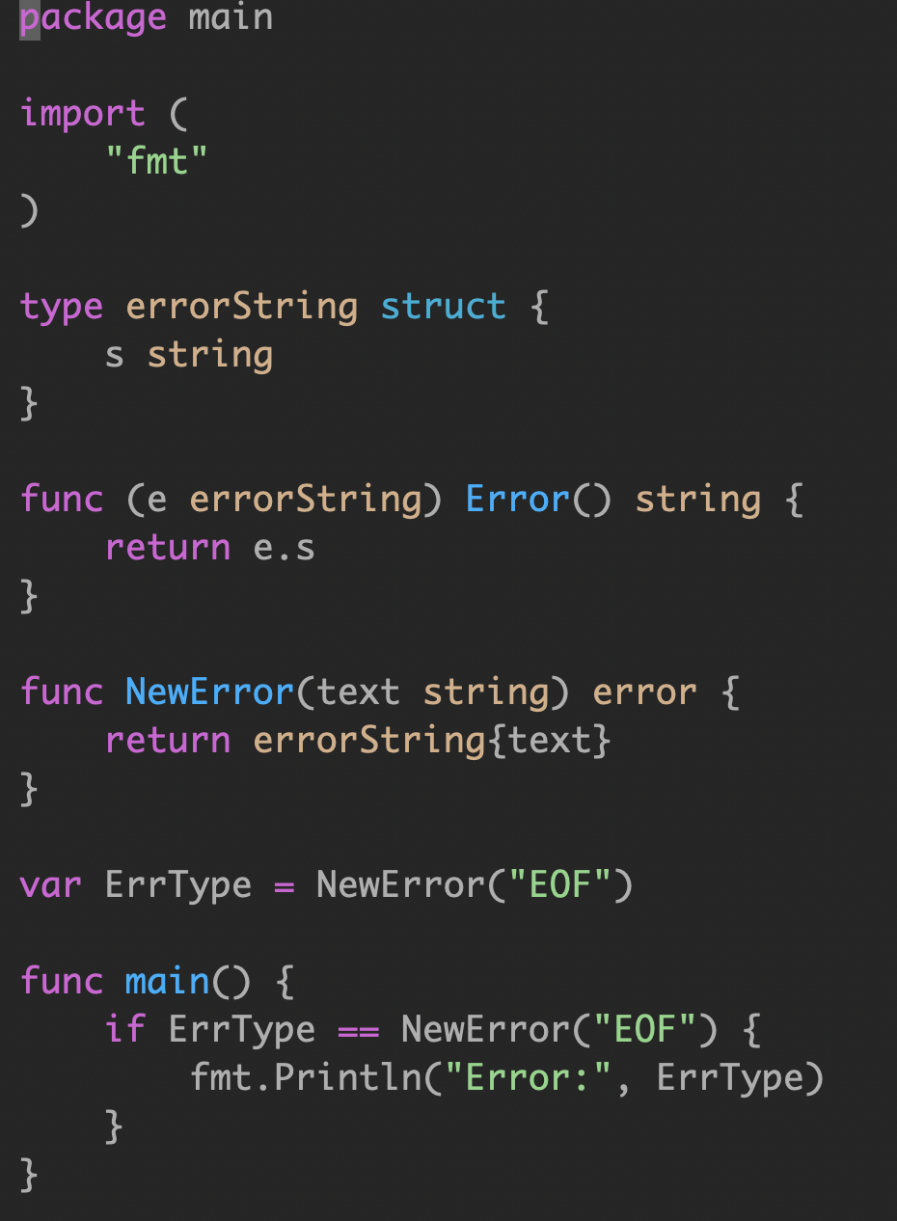 package main
import (
    "fmt"
)
type errorString struct {
    s string
}
func (e errorString) Error() string {
    return e.s
}
func NewError(text string) error {
    return errorString{text}
}
var ErrType = NewError("EOF")
func main() {
    if ErrType == NewError("EOF") {
        fmt.Println("Error:", ErrType)
    }
}